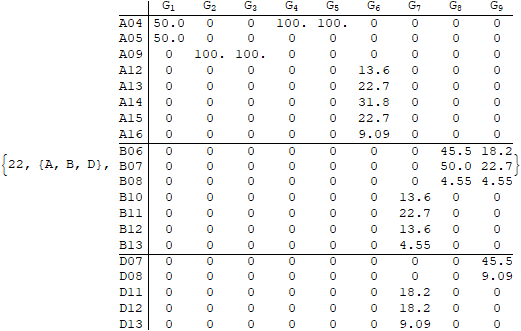 G1 G2 G3 G4 G5 G6 G7 G8 G9
A04 50.0 0 0 100. 100. 0 0 0 0
A05 50.0 0 0 0 0 0 0 0 0
A09 0 100. 100. 0 0 0 0 0 0
A12 0 0 0 0 0 13.6 0 0 0
A13 0 0 0 0 0 22.7 0 0 0
A14 0 0 0 0 0 31.8 0 0 0
A15 0 0 0 0 0 22.7 0 0 0
A16 0 0 0 0 0 9.09 0 0 0
B06 0 0 0 0 0 0 0 45.5 18.2
{22, {A, B, D}, B07 0 0 0 0 0 0 0 50.0 22.7}
B08 0 0 0 0 0 0 0 4.55 4.55
B10 0 0 0 0 0 0 13.6 0 0
B11 0 0 0 0 0 0 22.7 0 0
B12 0 0 0 0 0 0 13.6 0 0
B13 0 0 0 0 0 0 4.55 0 0
D07 0 0 0 0 0 0 0 0 45.5
D08 0 0 0 0 0 0 0 0 9.09
D11 0 0 0 0 0 0 18.2 0 0
D12 0 0 0 0 0 0 18.2 0 0
D13 0 0 0 0 0 0 9.09 0 0